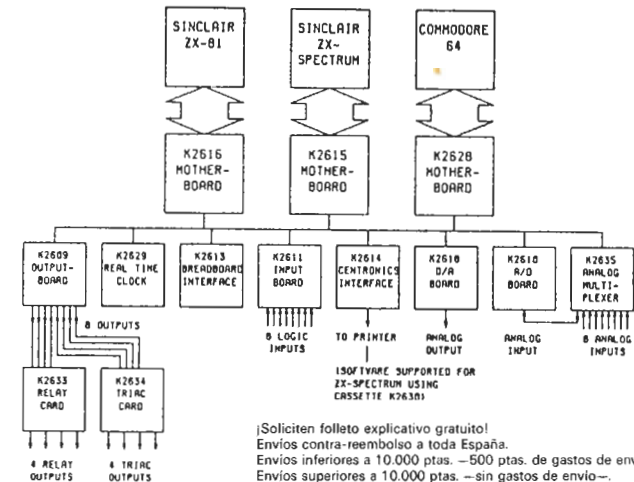 SINCLAIR
ZX-81
SINCLAIR
ZX-
SPECTRUM
COMMODORE
64
K2616
MOTHER-
BOARD
K2615
MOTHER-
BOARD
K2628
MOTHER-
BOARD
K2609
OUTPUT-
BOARD
K2629
REAL TIME
CLOCK
K2613
BREADBOARD
INTERFACE
K2611
INPUT
BOARD
K2614
CENTRONICS
INTERFACE
K2618
D/A
BOARD
K2610
A/D
BOARD
K2635
ANALOG
MULTI-
PLEXER
8 OUTPUTS
8 LOGIC
INPUTS
TO PRINTER
ANALOG
OUTPUT
ANALOG
INPUT
8 ANALOG
INPUTS
(SOFTWARE SUPPORTED FOR
ZX-SPECTRUM USING
CASSETTE K2638)
K2633
RELAY
CARD
K2634
TRIAC
CARD
4 RELAY
OUTPUTS
4 TRIAC
OUTPUTS
¡Soliciten folleto explicativo gratuito!
Envíos contra-reembolso a toda España.
Envíos inferiores a 10.000 ptas. —500 ptas. de gastos de env
Envíos superiores a 10.000 ptas. —sin gastos de envío—.